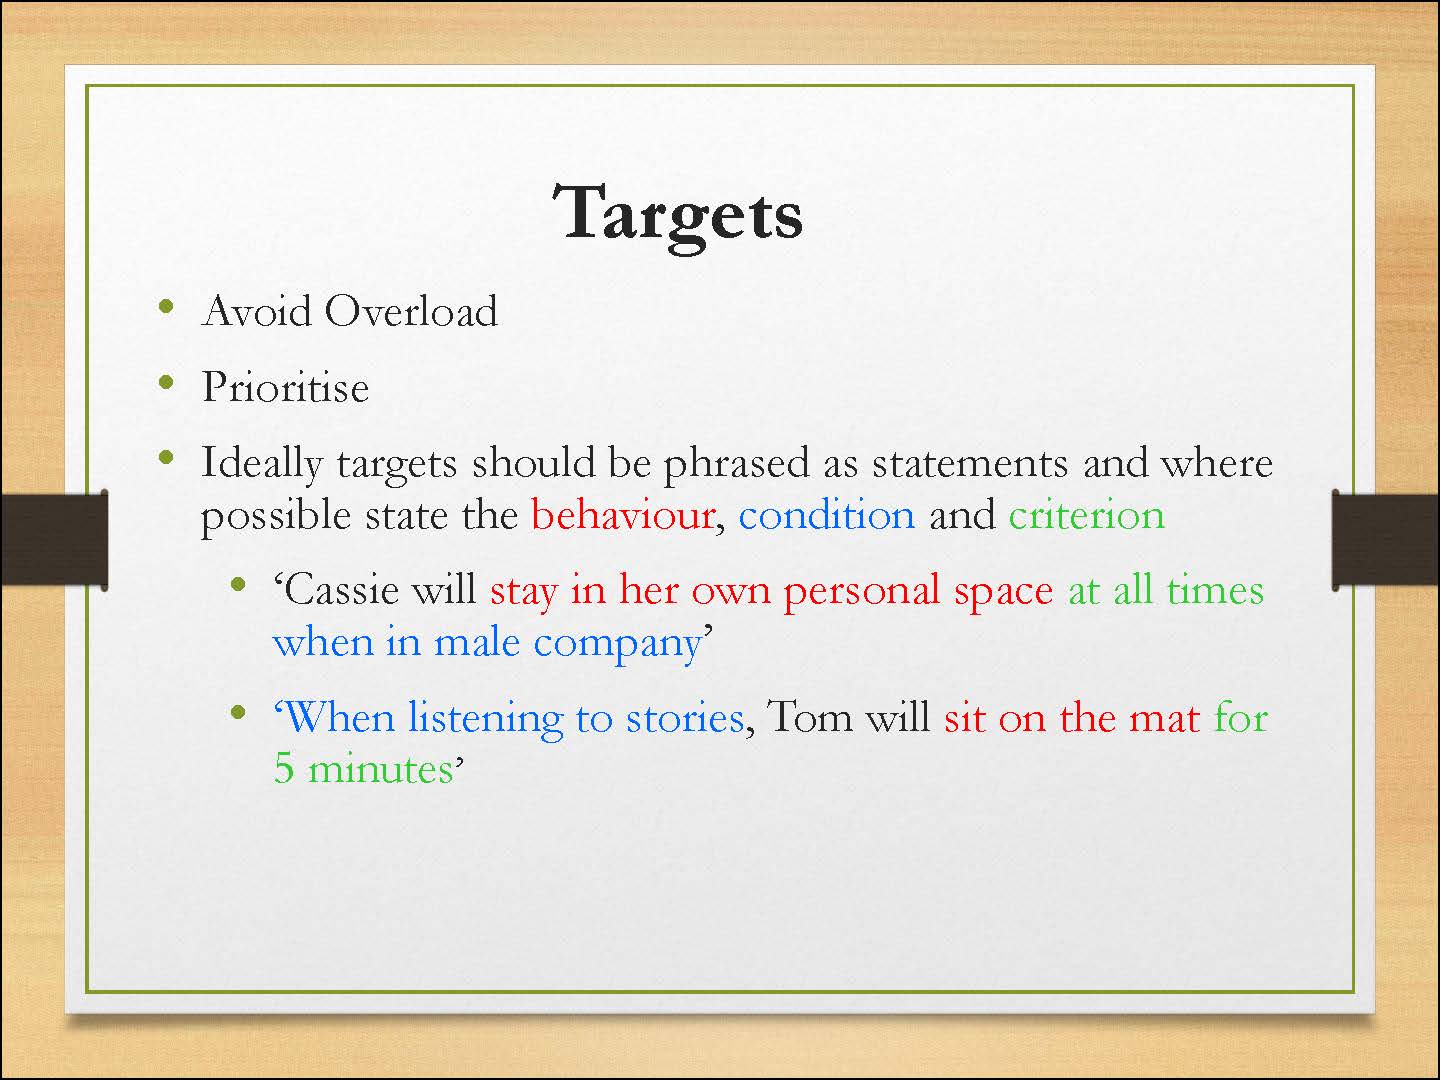 Targets
• Avoid Overload
• Prioritise
• Ideally targets should be phrased as statements and where
possible state the behaviour, condition and criterion
• ‘Cassie will stay in her own personal space at all times
when in male company’
• ‘When listening to stories, Tom will sit on the mat for
5 minutes’